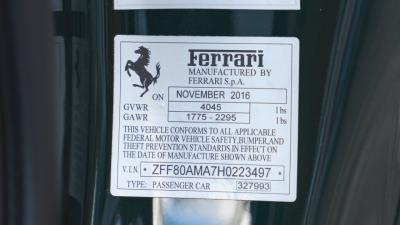 Ferrari
MANUFACTURED BY
FERRARI S.p.A.
ON NOVEMBER 2016
GVWR 4045 lbs
GAWR 1775 - 2295 lbs
THIS VEHICLE CONFORMS TO ALL APPLICABLE
FEDERAL MOTOR VEHICLE SAFETY,BUMPER,AND
THEFT PREVENTION STANDARDS IN EFFECT ON
THE DATE OF MANUFACTURE SHOWN ABOVE
V.I.N. ZFF80AMA7H0223497
TYPE: PASSENGER CAR 327993